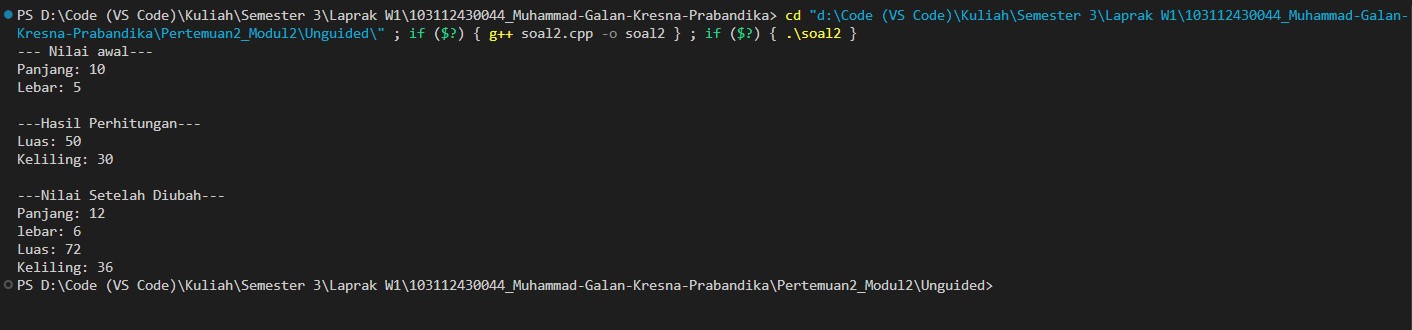 PS D:\Code (VS Code)\Kuliah\Semester 3\Laprak W1\103112430044_Muhammad-Galan-Kresna-Prabandika> cd "d:\Code (VS Code)\Kuliah\Semester 3\Laprak W1\103112430044_Muhammad-Galan-
Kresna-Prabandika\Pertemuan2_Modul2\Unguided\" ; if ($?) { g++ soal2.cpp -o soal2 } ; if ($?) { .\soal2 }
--- Nilai awal---
Panjang: 10
Lebar: 5
---Hasil Perhitungan---
Luas: 50
Keliling: 30
---Nilai Setelah Diubah---
Panjang: 12
lebar: 6
Luas: 72
Keliling: 36
PS D:\Code (VS Code)\Kuliah\Semester 3\Laprak W1\103112430044_Muhammad-Galan-Kresna-Prabandika\Pertemuan2_Modul2\Unguided>